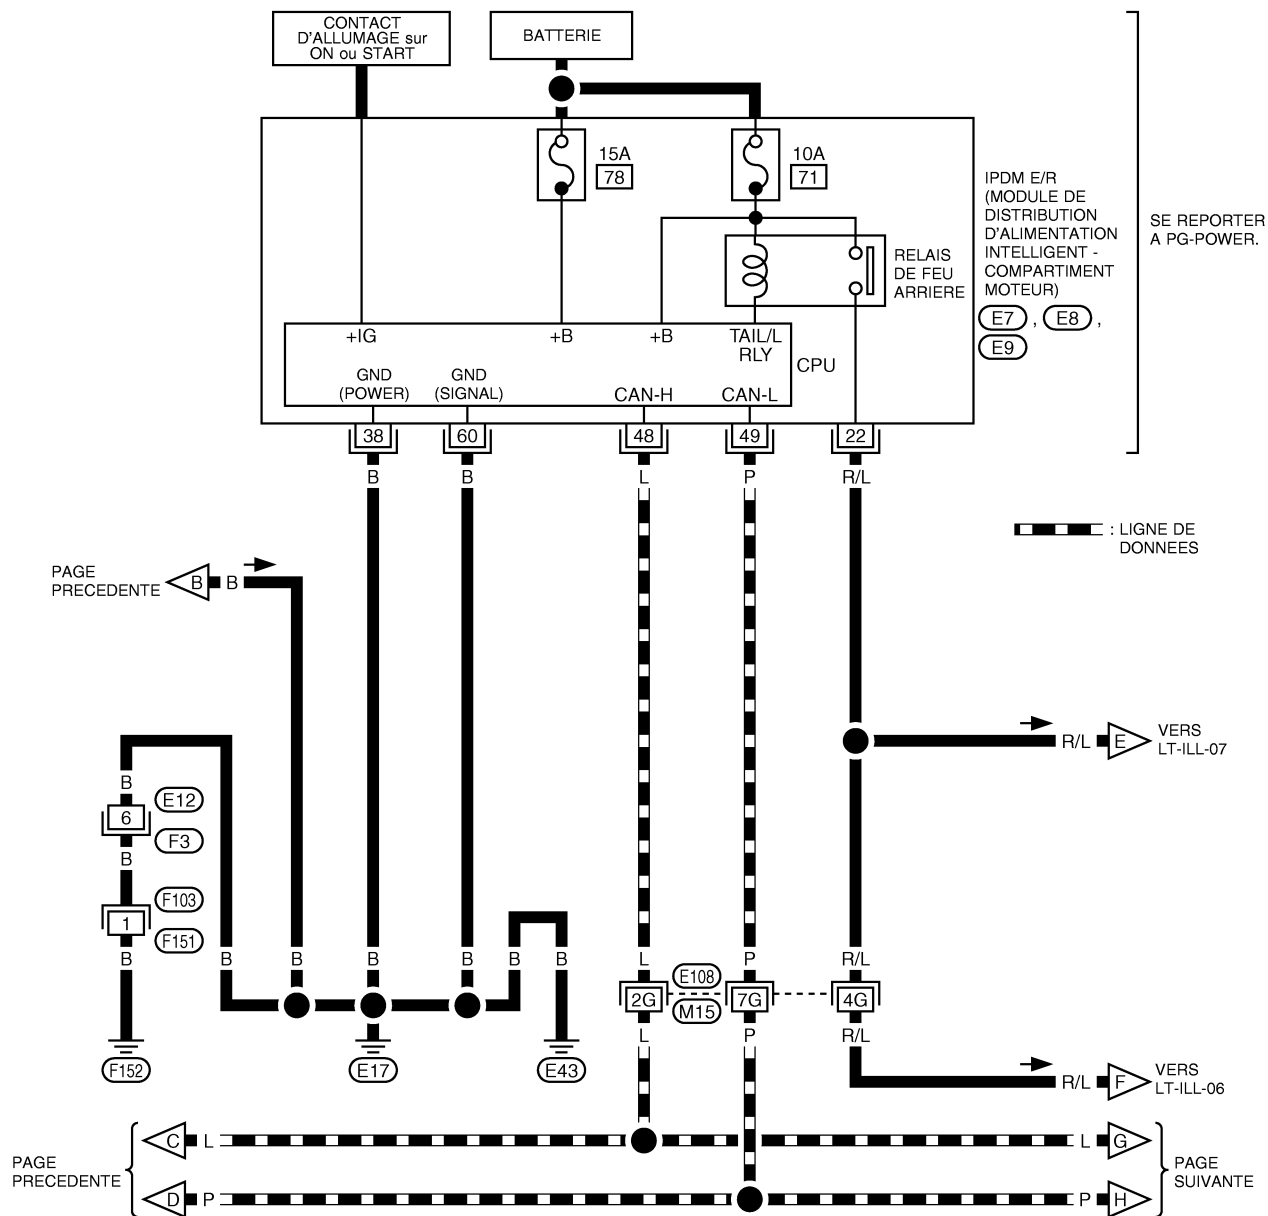 CONTACT
D'ALLUMAGE sur
ON ou START
BATTERIE
15A
78
10A
71
IPDM E/R
(MODULE DE
DISTRIBUTION
D'ALIMENTATION
INTELLIGENT -
COMPARTIMENT
MOTEUR)
E7 , E8 ,
E9
SE REPORTER
A PG-POWER.
RELAIS
DE FEU
ARRIERE
+IG
+B
+B
TAIL/L
RLY
CPU
GND
(POWER)
GND
(SIGNAL)
CAN-H
CAN-L
38
60
48
49
22
B
B
L
P
R/L
: LIGNE DE
DONNEES
PAGE
PRECEDENTE
B
B
R/L
E
VERS
LT-ILL-07
B
6
E12
F3
B
F103
1
F151
B
B
B
B
B
B
B
L
P
R/L
E108
2G
7G
4G
M15
L
P
R/L
F152
E17
E43
R/L
F
VERS
LT-ILL-06
PAGE
PRECEDENTE
C
L
L
G
D
P
P
H
PAGE
SUIVANTE